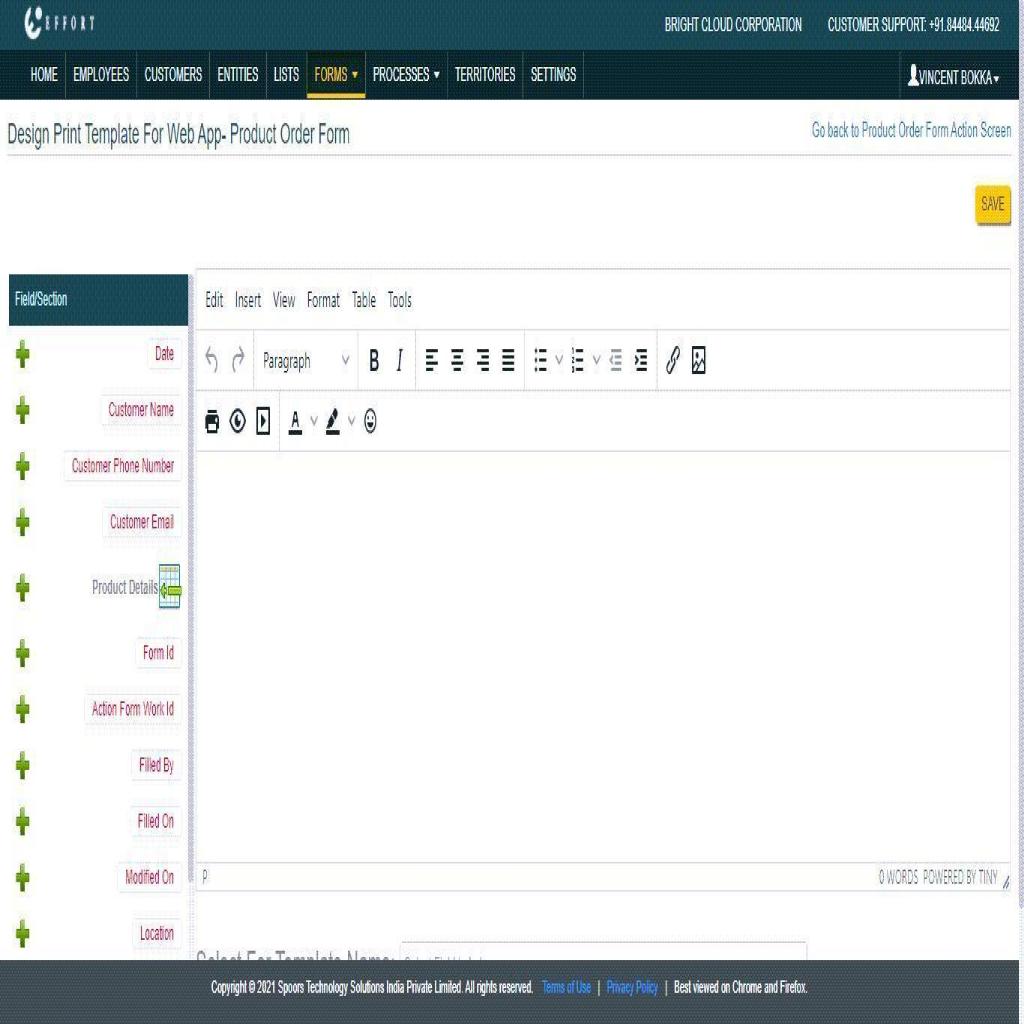 EFFORT
BRIGHT CLOUD CORPORATION CUSTOMER SUPPORT: +91.84484.44692
HOME EMPLOYEES CUSTOMERS ENTITIES LISTS FORMS PROCESSES TERRITORIES SETTINGS VINCENT BOKKA
Design Print Template For Web App- Product Order Form
Go back to Product Order Form Action Screen
SAVE
Field/Section
Edit Insert View Format Table Tools
Date
Paragraph
B I
Customer Name
A
Customer Phone Number
Customer Email
Product Details
Form Id
Action Form Work Id
Filled By
Filled On
Modified On
P 0 WORDS POWERED BY TINY
Location
Select For Template Name:
Copyright © 2021 Spoors Technology Solutions India Private Limited. All rights reserved. Terms of Use | Privacy Policy | Best viewed on Chrome and Firefox.